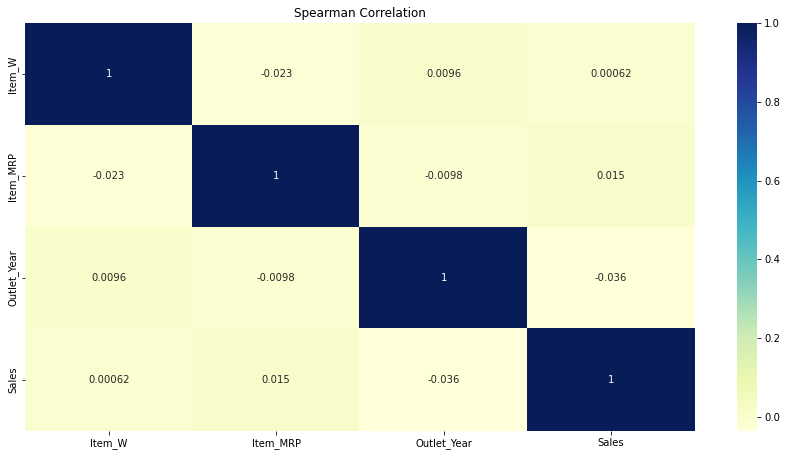 Spearman Correlation
Item_W 1 -0.023 0.0096 0.00062
Item_MRP -0.023 1 -0.0098 0.015
Outlet_Year 0.0096 -0.0098 1 -0.036
Sales 0.00062 0.015 -0.036 1
Item_W Item_MRP Outlet_Year Sales
1.0
0.8
0.6
0.4
0.2
0.0